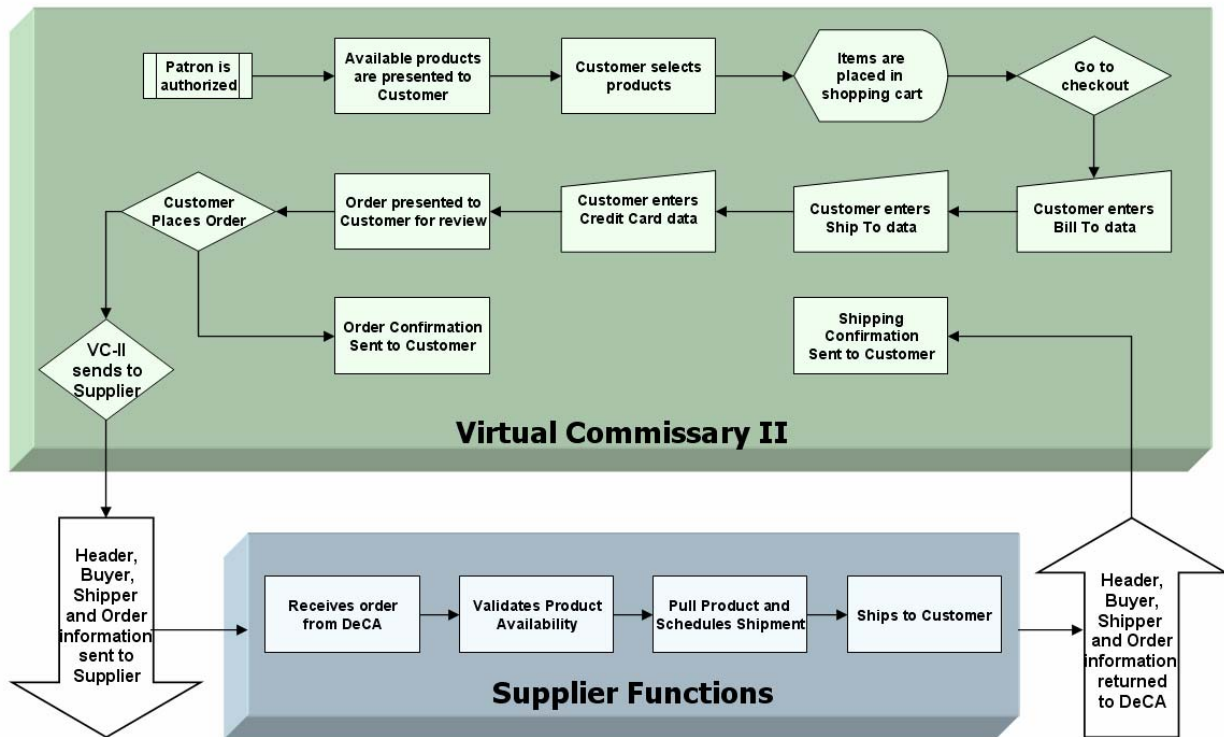 Patron is
authorized
Available products
are presented to
Customer
Customer selects
products
Items are
placed in
shopping cart
Go to
checkout
Customer enters
Bill To data
Customer enters
Ship To data
Customer enters
Credit Card data
Order presented to
Customer for review
Customer
Places Order
VC-II
sends to
Supplier
Order Confirmation
Sent to Customer
Shipping
Confirmation
Sent to Customer
Virtual Commissary II
Header,
Buyer,
Shipper
and Order
information
sent to
Supplier
Receives order
from DeCA
Validates Product
Availability
Pull Product and
Schedules Shipment
Ships to Customer
Supplier Functions
Header,
Buyer,
Shipper
and Order
information
returned
to DeCA